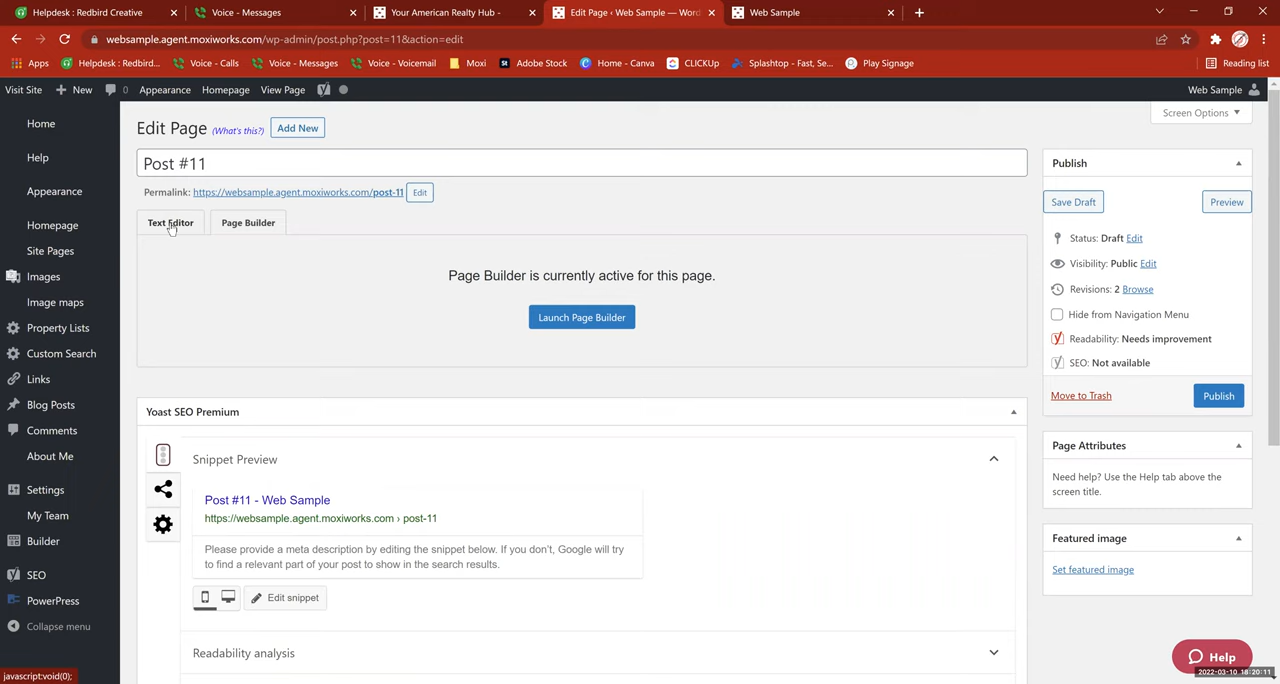 Helpdesk : Redbird Creative
Voice - Messages
Your American Realty Hub -
Edit Page ‹ Web Sample — Word
Web Sample
websample.agent.moxiworks.com/wp-admin/post.php?post=11&action=edit
Apps
Helpdesk : Redbird...
Voice - Calls
Voice - Messages
Voice - Voicemail
Moxi
St
Adobe Stock
Home - Canva
CLICKUp
Splashtop - Fast, Se...
Play Signage
Reading list
Visit Site
New
0
Appearance
Homepage
View Page
Web Sample
Home
Help
Appearance
Homepage
Site Pages
Images
Image maps
Property Lists
Custom Search
Links
Blog Posts
Comments
About Me
Settings
My Team
Builder
SEO
PowerPress
Collapse menu
Screen Options
Edit Page (What's this?) Add New
Post #11
Permalink: https://websample.agent.moxiworks.com/post-11 Edit
Text Editor
Page Builder
Page Builder is currently active for this page.
Launch Page Builder
Yoast SEO Premium
Snippet Preview
Post #11 - Web Sample
https://websample.agent.moxiworks.com › post-11
Please provide a meta description by editing the snippet below. If you don't, Google will try
to find a relevant part of your post to show in the search results.
Edit snippet
Readability analysis
Publish
Save Draft
Preview
Status: Draft Edit
Visibility: Public Edit
Revisions: 2 Browse
Hide from Navigation Menu
Readability: Needs improvement
SEO: Not available
Move to Trash
Publish
Page Attributes
Need help? Use the Help tab above the
screen title.
Featured image
Set featured image
Help
2022-03-10 18:20:11
javascript:void(0);